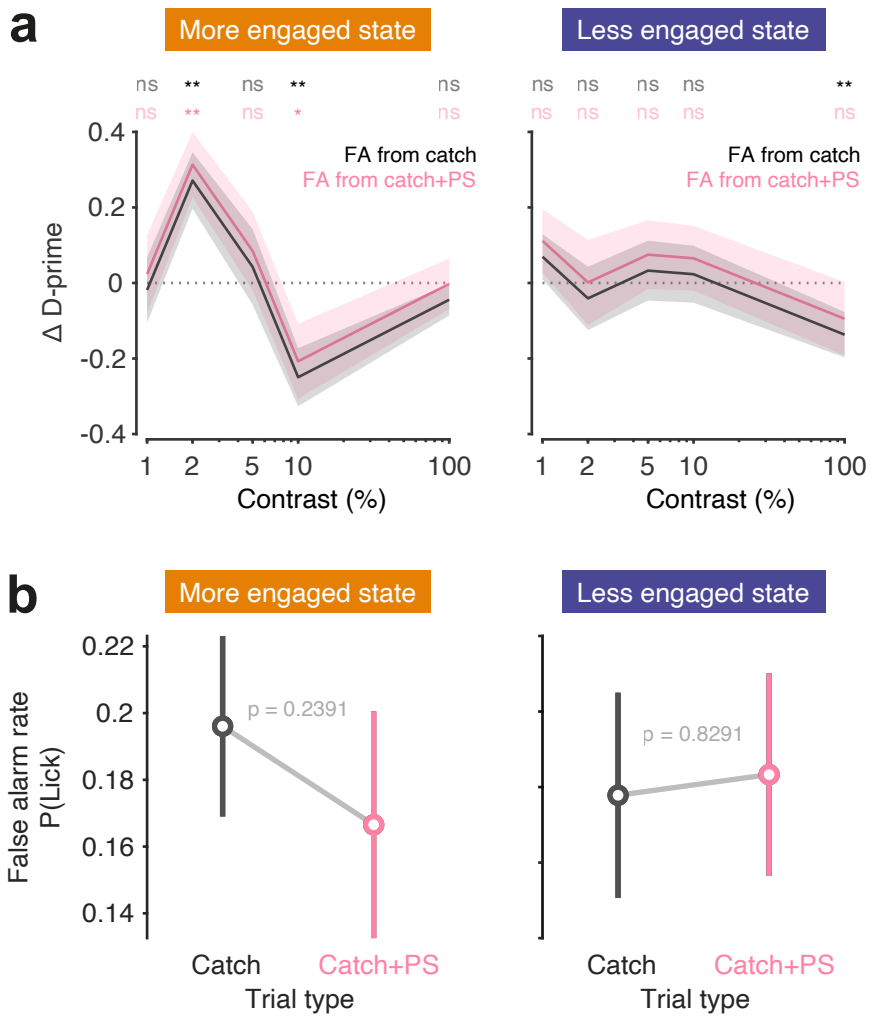 a
More engaged state
Less engaged state
ns ** ns ** ns
ns ** ns * ns
ns ns ns ns **
ns ns ns ns ns
FA from catch
FA from catch+PS
FA from catch
FA from catch+PS
Δ D-prime
0.4
0.2
0
-0.2
-0.4
1 2 5 10 100
Contrast (%)
1 2 5 10 100
Contrast (%)
b
More engaged state
Less engaged state
False alarm rate
P(Lick)
0.22
0.2
0.18
0.16
0.14
p = 0.2391
p = 0.8291
Catch Catch+PS
Trial type
Catch Catch+PS
Trial type